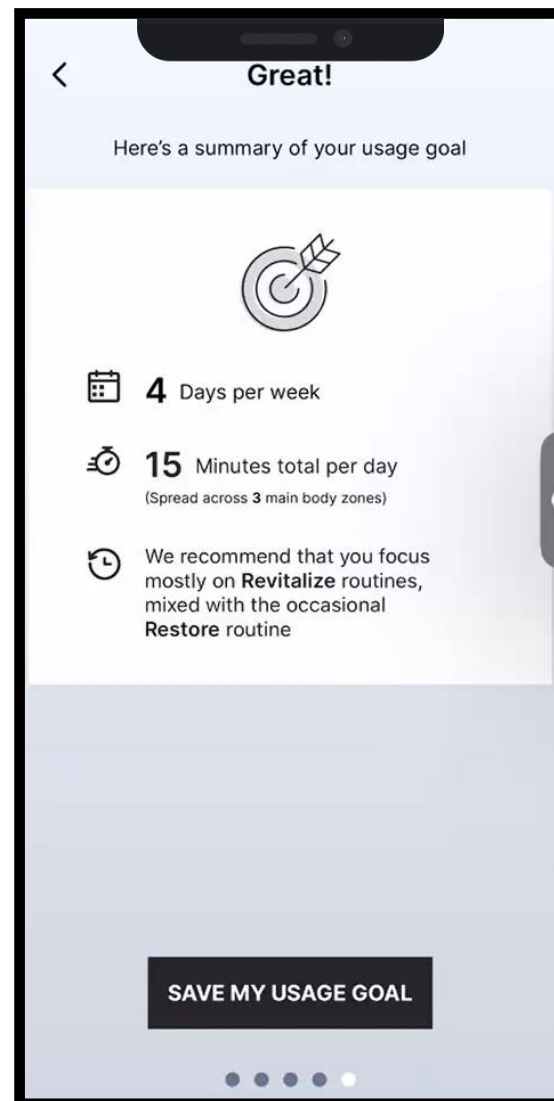 Great!
Here's a summary of your usage goal
4 Days per week
15 Minutes total per day
(Spread across 3 main body zones)
We recommend that you focus
mostly on Revitalize routines,
mixed with the occasional
Restore routine
SAVE MY USAGE GOAL